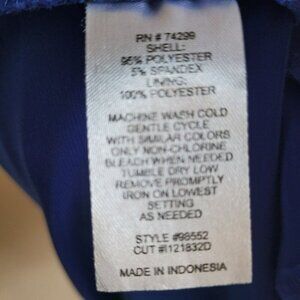 RN # 74299
SHELL:
95% POLYESTER
5% SPANDEX
LINING:
100% POLYESTER
MACHINE WASH COLD
GENTLE CYCLE
WITH SIMILAR COLORS
ONLY NON-CHLORINE
BLEACH WHEN NEEDED
TUMBLE DRY LOW
REMOVE PROMPTLY
IRON ON LOWEST
SETTING
AS NEEDED
STYLE #98552
CUT #I121832D
MADE IN INDONESIA